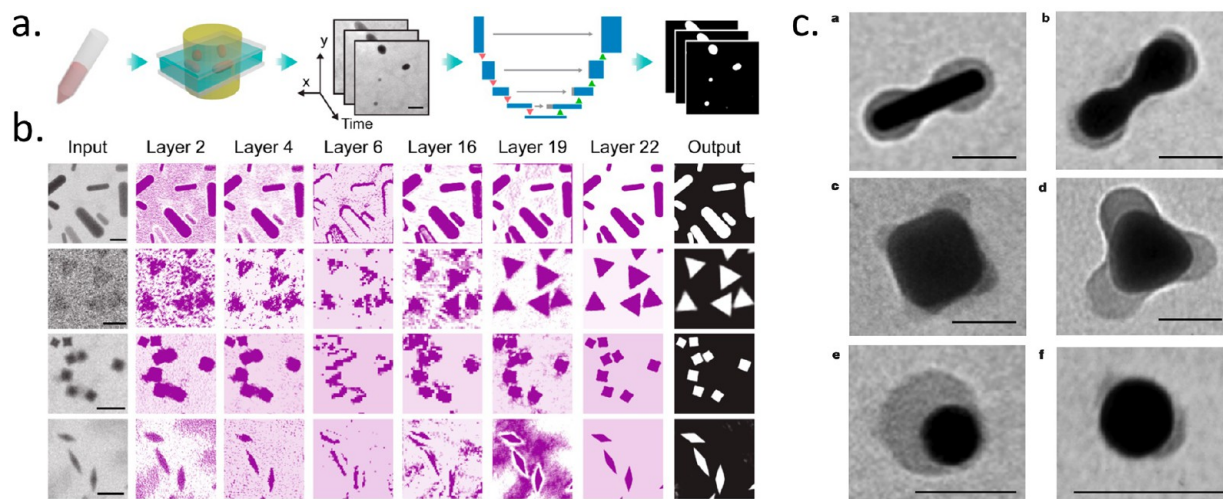 a.
y
x
Time
b.
Input Layer 2 Layer 4 Layer 6 Layer 16 Layer 19 Layer 22 Output
c.
a
b
c
d
e
f